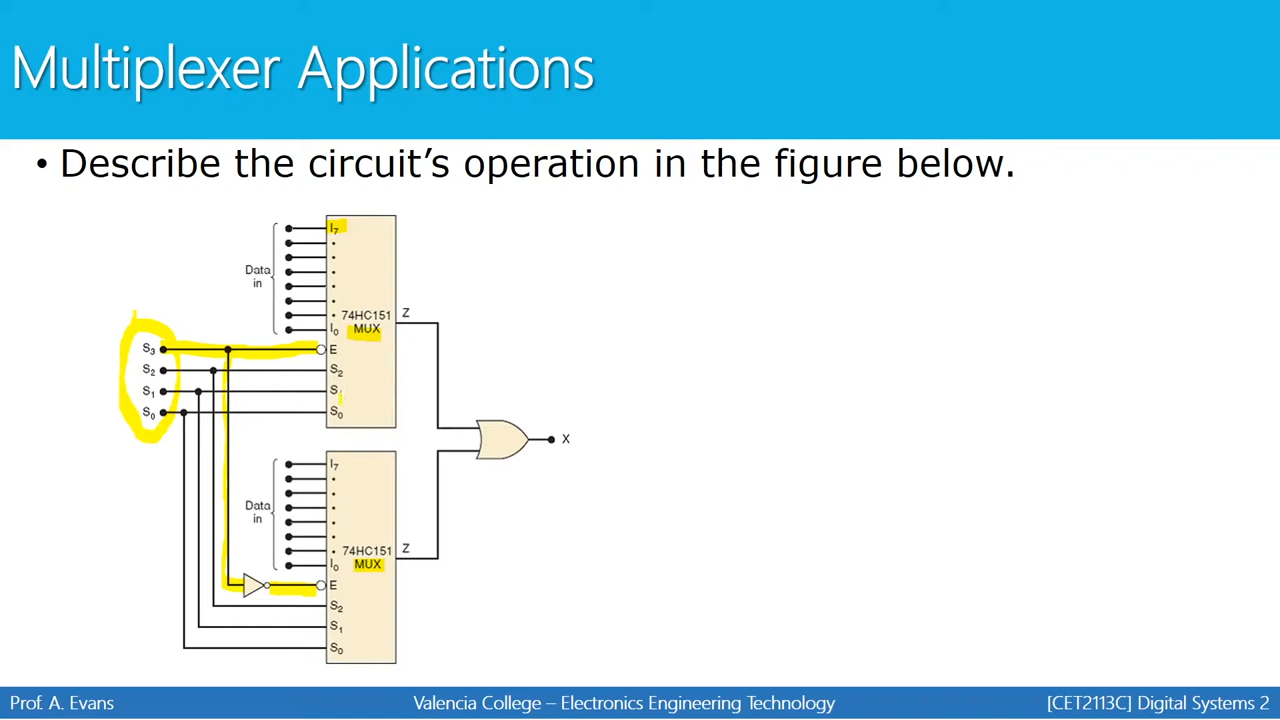 Multiplexer Applications
• Describe the circuit’s operation in the figure below.
I7
Data
in
74HC151
Z
I0 MUX
S3 E
S2 S2
S1 S1
S0 S0
X
I7
Data
in
74HC151
Z
I0 MUX
E
S2
S1
S0
Prof. A. Evans Valencia College – Electronics Engineering Technology [CET2113C] Digital Systems 2